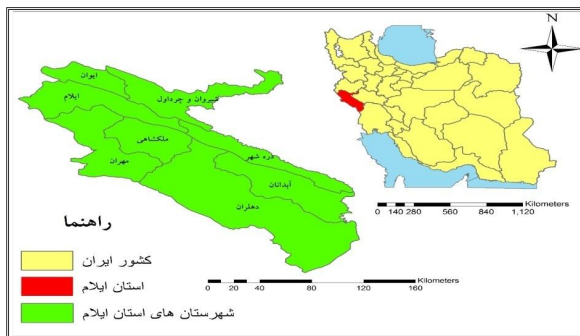 N
ایوان
ایلام
شیروان و چرداول
ملکشاهی
مهران
دره شهر
آبدانان
دهلران
Kilometers
0 140 280 560 840 1,120
راهنما
کشور ایران
استان ایلام
شهرستان های استان ایلام
Kilometers
0 10 20 40 80 120 160